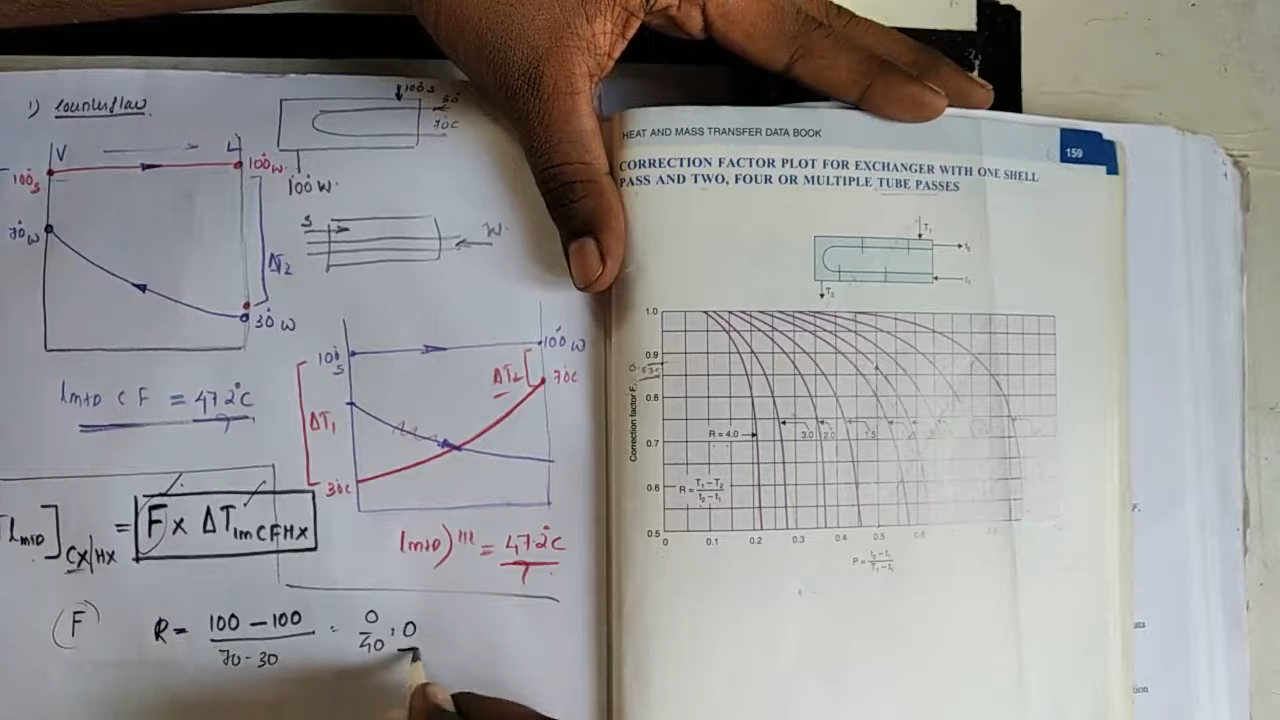 1) Counterflow
V
L
100°S
100°W.
70°W
ΔT2
30°W
lmTD CF = 47.2°C
100°S
30°
70°C
100°W.
S
W.
100°S
100°W
ΔT2
70°C
ΔT1
30°C
lmTD)ᴵᴵᴵ = 47.2°C
TlmTD]CX|HX = F x ΔTlmCFHX
(F)
R = 100 - 100 / 70 - 30 = 0/40 : 0
HEAT AND MASS TRANSFER DATA BOOK
159
CORRECTION FACTOR PLOT FOR EXCHANGER WITH ONE SHELL
PASS AND TWO, FOUR OR MULTIPLE TUBE PASSES
T1
t2
t1
T2
1.0
0.9
0.8
0.7
0.6
0.5
Correction factor F
R = 4.0
3.0
2.0
1.5
R = T1 – T2 / t2 – t1
0 0.1 0.2 0.3 0.4 0.5 0.6
P = t2 – t1 / T1 – t1